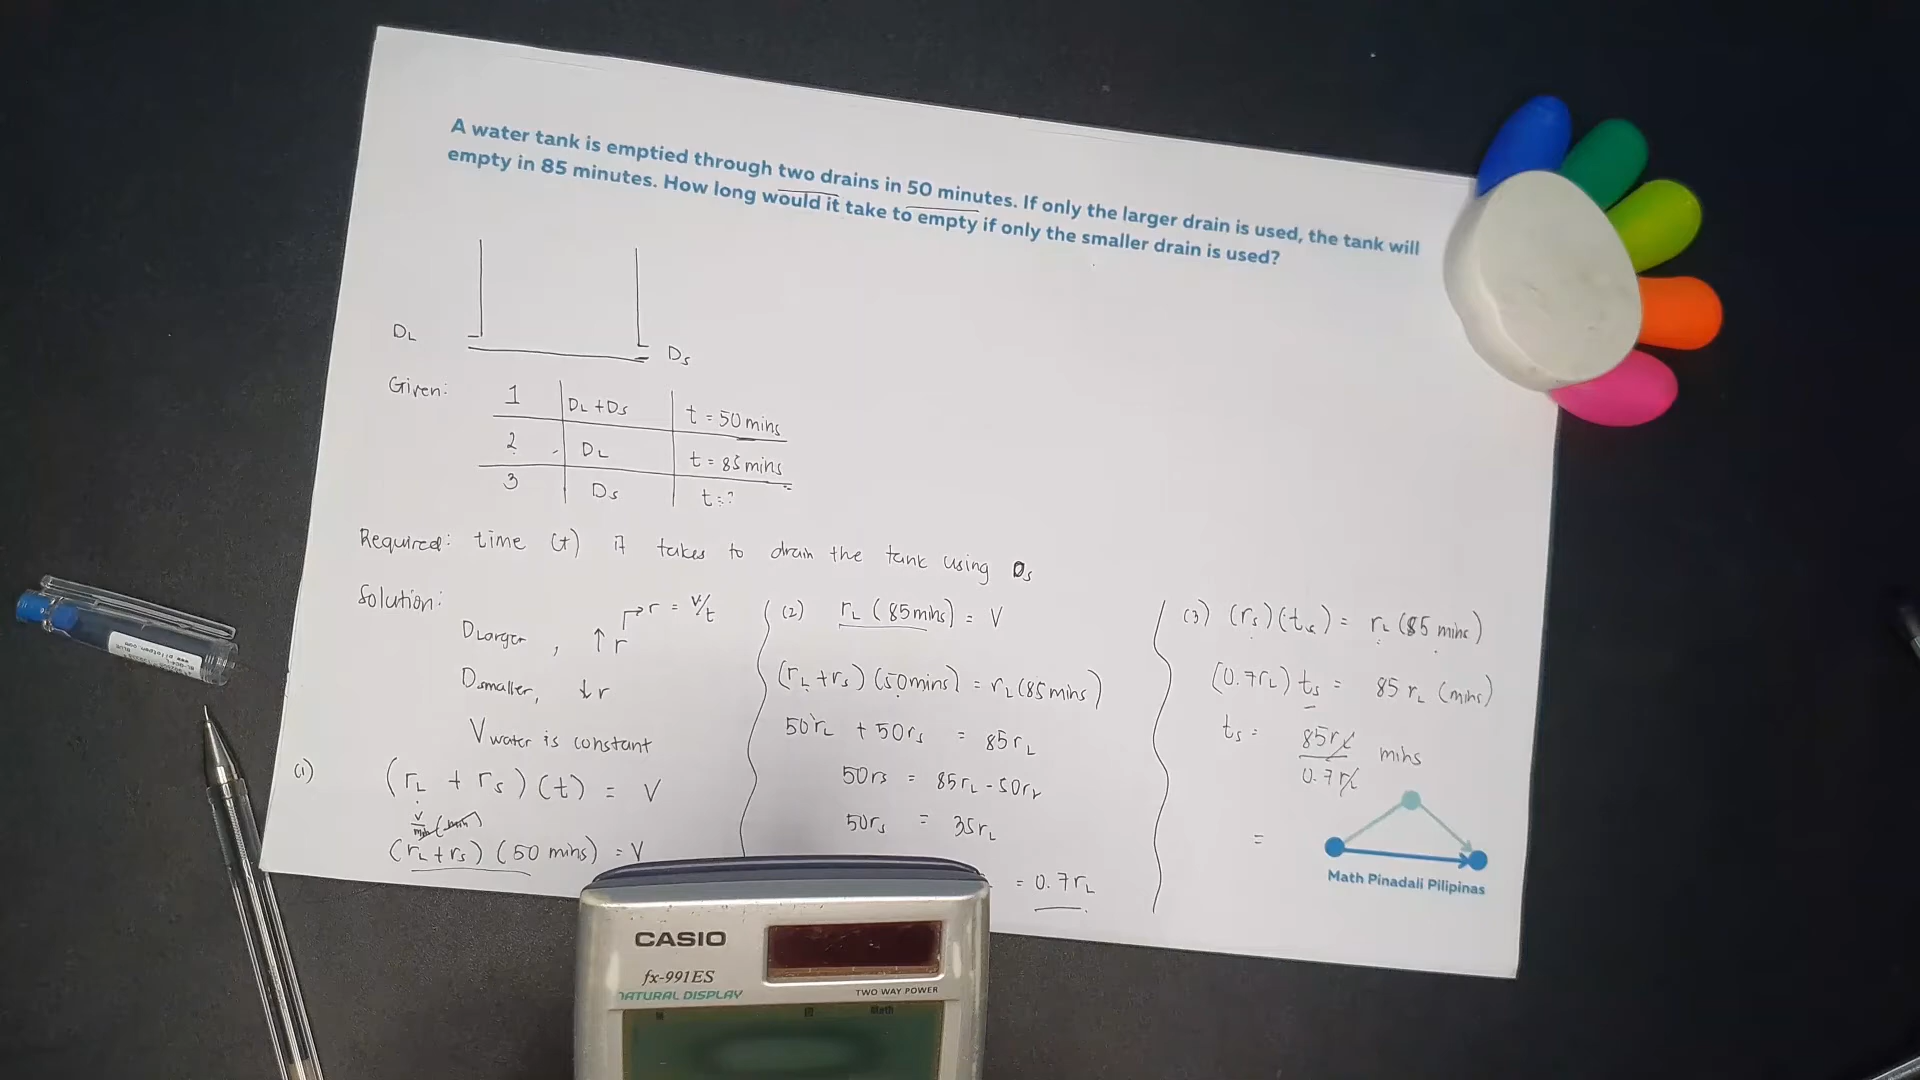 A water tank is emptied through two drains in 50 minutes. If only the larger drain is used, the tank will
empty in 85 minutes. How long would it take to empty if only the smaller drain is used?
DL
Ds
Given:
1 DL + Ds t = 50 mins
2 DL t = 85 mins
3 Ds t = ?
Required: time (t) it takes to drain the tank using Ds
Solution:
r = V/t
DLarger, ↑ r
Dsmaller, ↓ r
Vwater is constant
(1) (rL + rs)(t) = V
V/min (min)
(rL + rs)(50 mins) = V
(2) rL (85 mins) = V
(rL + rs)(50mins) = rL(85 mins)
50rL + 50rs = 85rL
50rs = 85rL - 50rL
50rs = 35rL
= 0.7rL
(3) (rs)(ts) = rL (85 mins)
(0.7rL) ts = 85 rL (mins)
ts = 85rL / 0.7rL mins
=
Math Pinadali Pilipinas
CASIO
fx-991ES
NATURAL DISPLAY
TWO WAY POWER
Math